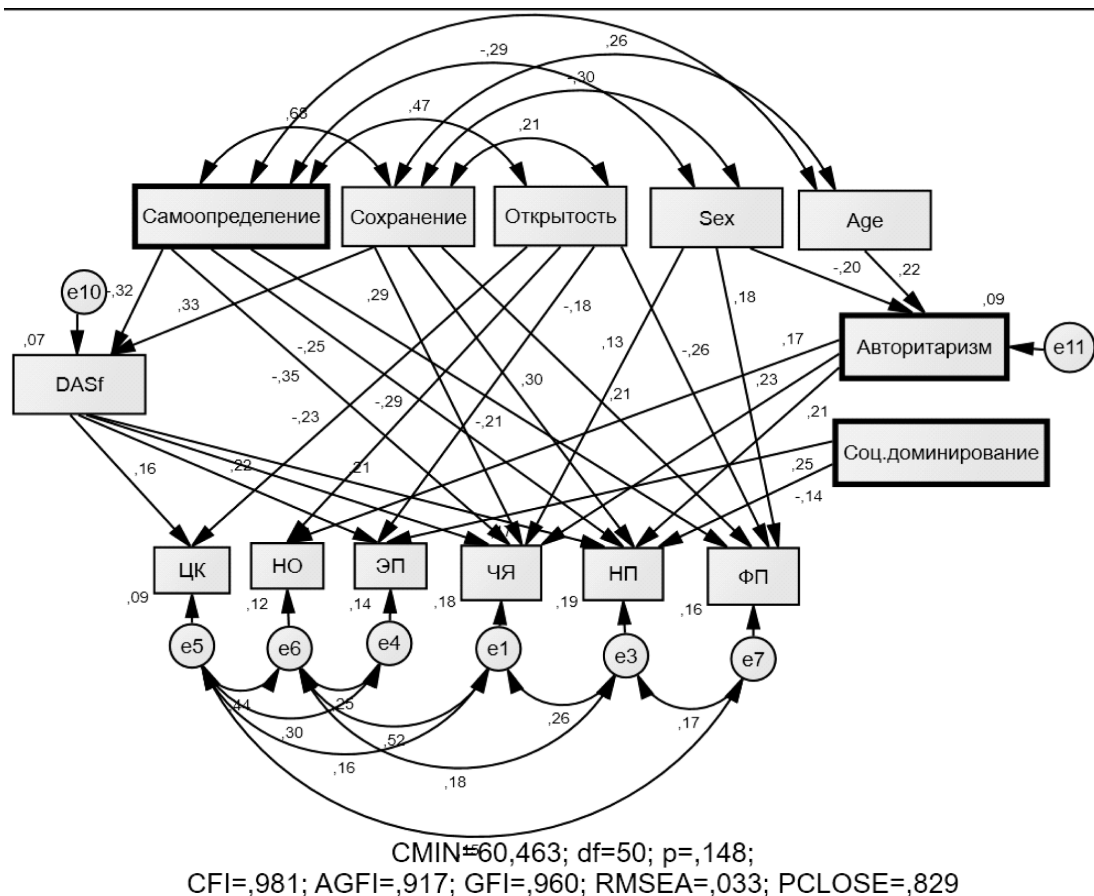 -,29
,26
-,30
,68
,47
,21
Самоопределение
Сохранение
Открытость
Sex
Age
e10
-,32
,33
,29
-,18
,18
-,20
,22
,09
,07
-,25
,13
-,26
,17
Авторитаризм
e11
DASf
-,35
,30
,21
,23
-,23
-,29
-,21
,21
Соц.доминирование
,16
,22
,21
,25
-,14
ЦК
НО
ЭП
ЧЯ
НП
ФП
,09
,12
,14
,18
,19
,16
e5
e6
e4
e1
e3
e7
,44
,25
,26
,17
,30
,52
,16
,18
CMIN=60,463; df=50; p=,148;
CFI=,981; AGFI=,917; GFI=,960; RMSEA=,033; PCLOSE=,829